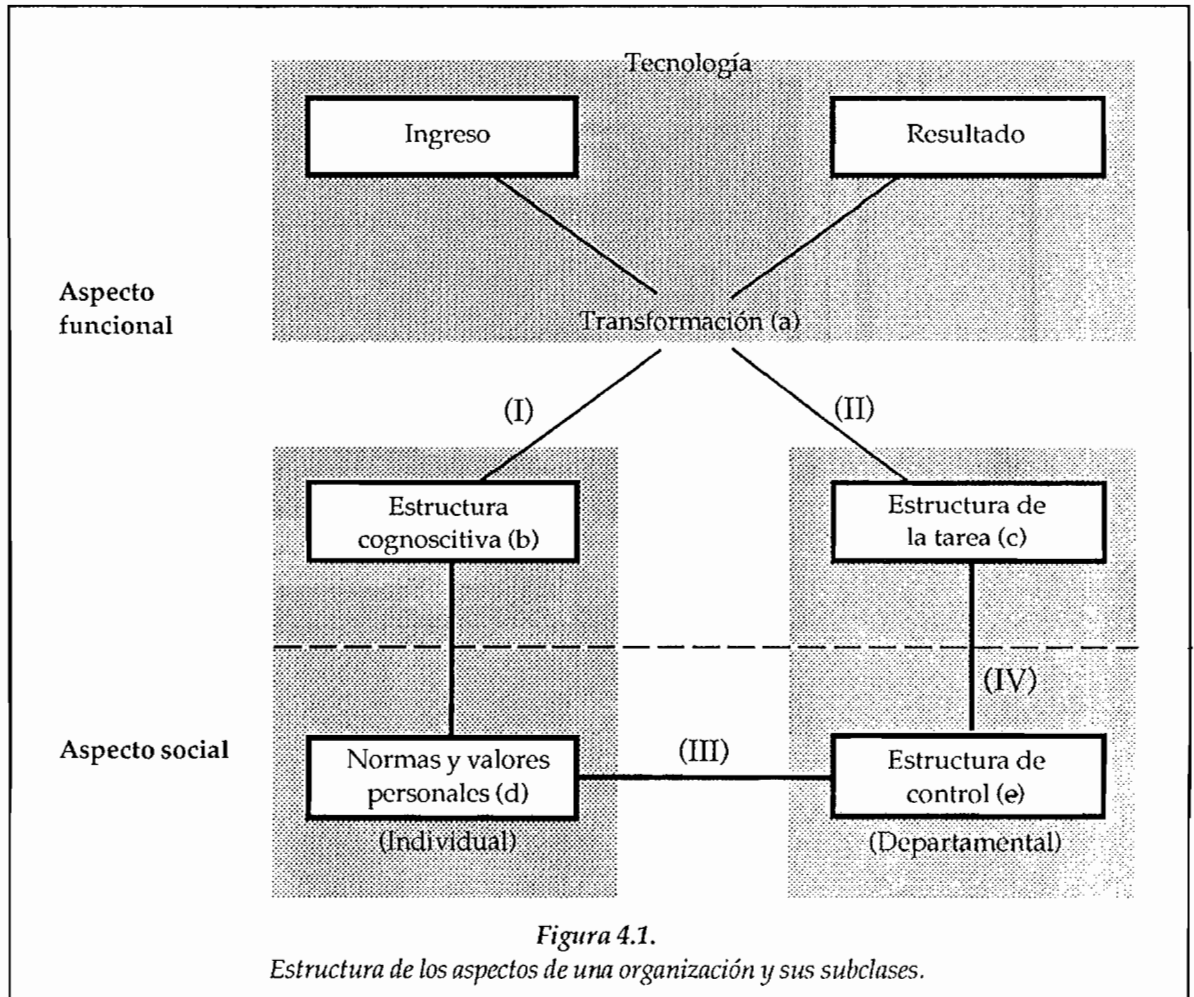 Tecnología
Ingreso
Resultado
Aspecto
funcional
Transformación (a)
(I)
(II)
Estructura
cognoscitiva (b)
Estructura de
la tarea (c)
(IV)
Aspecto social
(III)
Normas y valores
personales (d)
Estructura de
control (e)
(Individual)
(Departamental)
Figura 4.1.
Estructura de los aspectos de una organización y sus subclases.